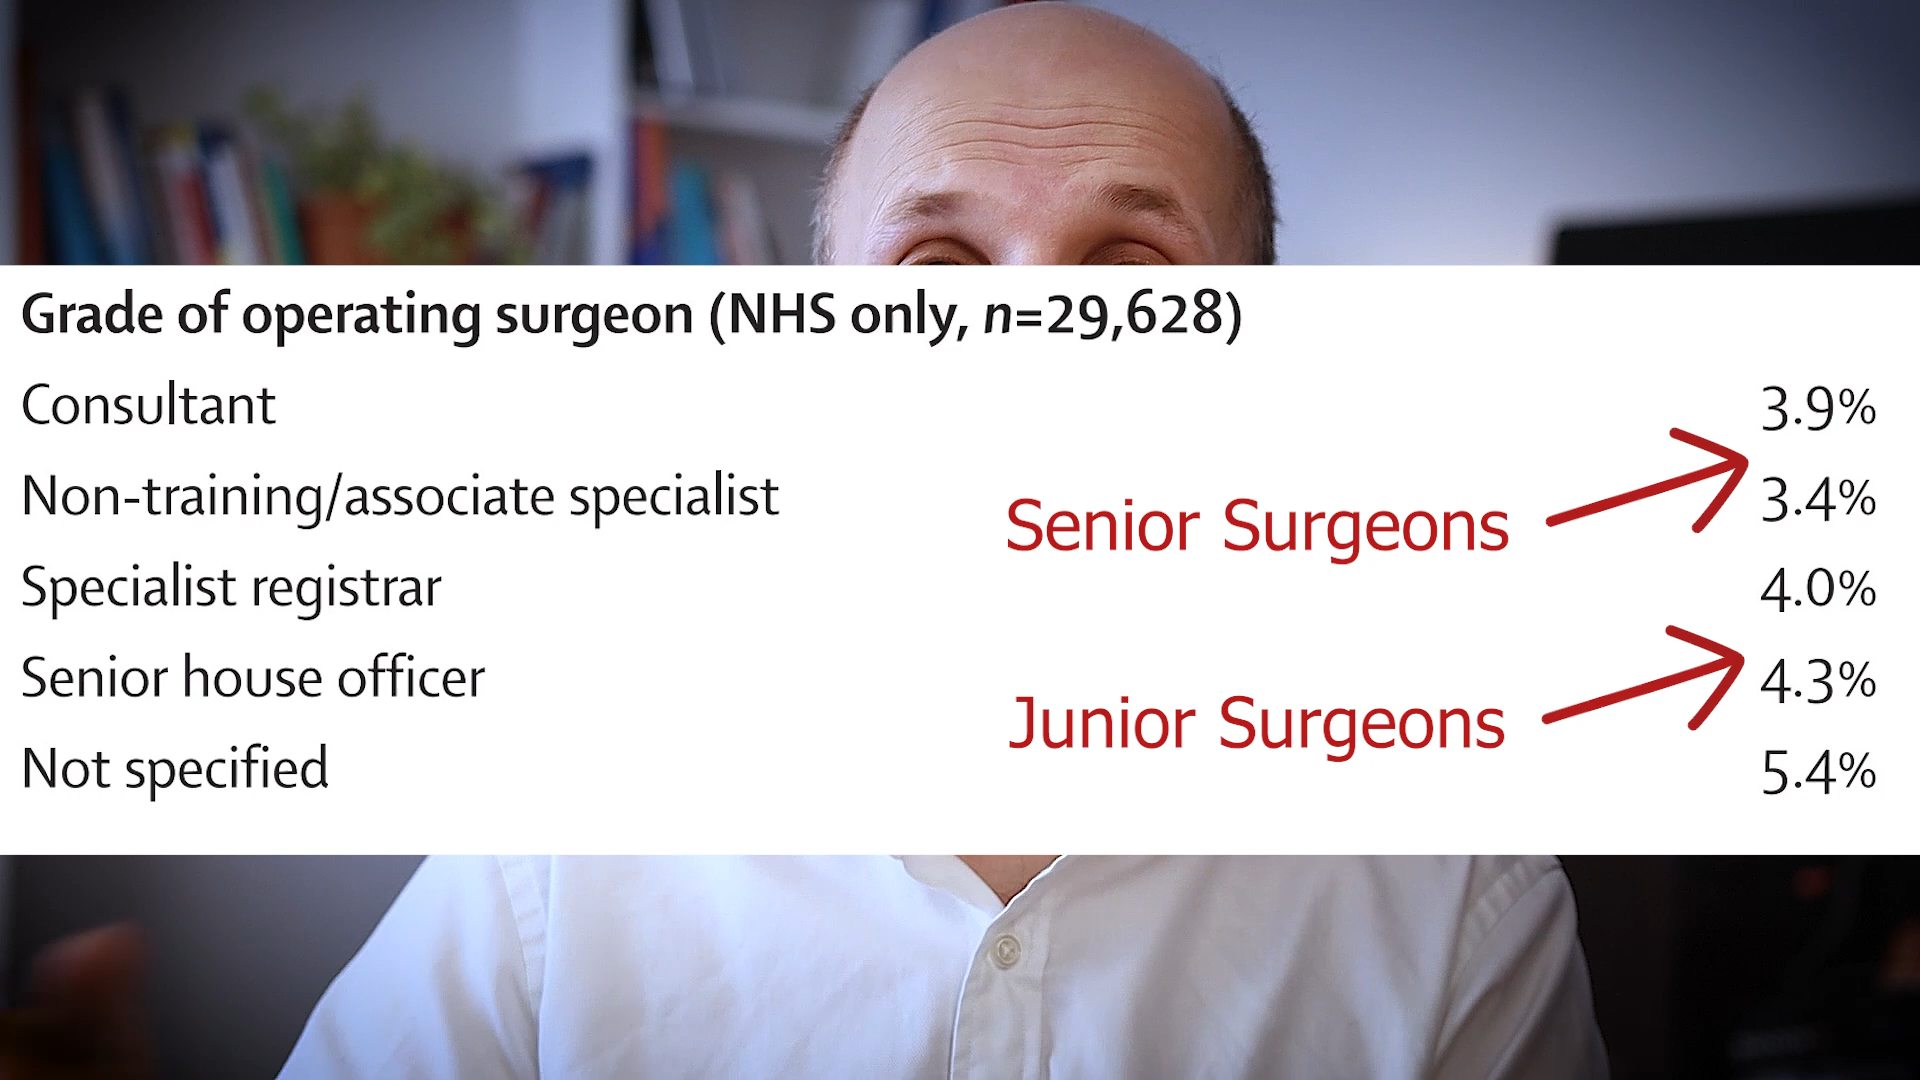 Grade of operating surgeon (NHS only, n=29,628)
Consultant 3.9%
Non-training/associate specialist 3.4%
Senior Surgeons
Specialist registrar 4.0%
Senior house officer 4.3%
Junior Surgeons
Not specified 5.4%